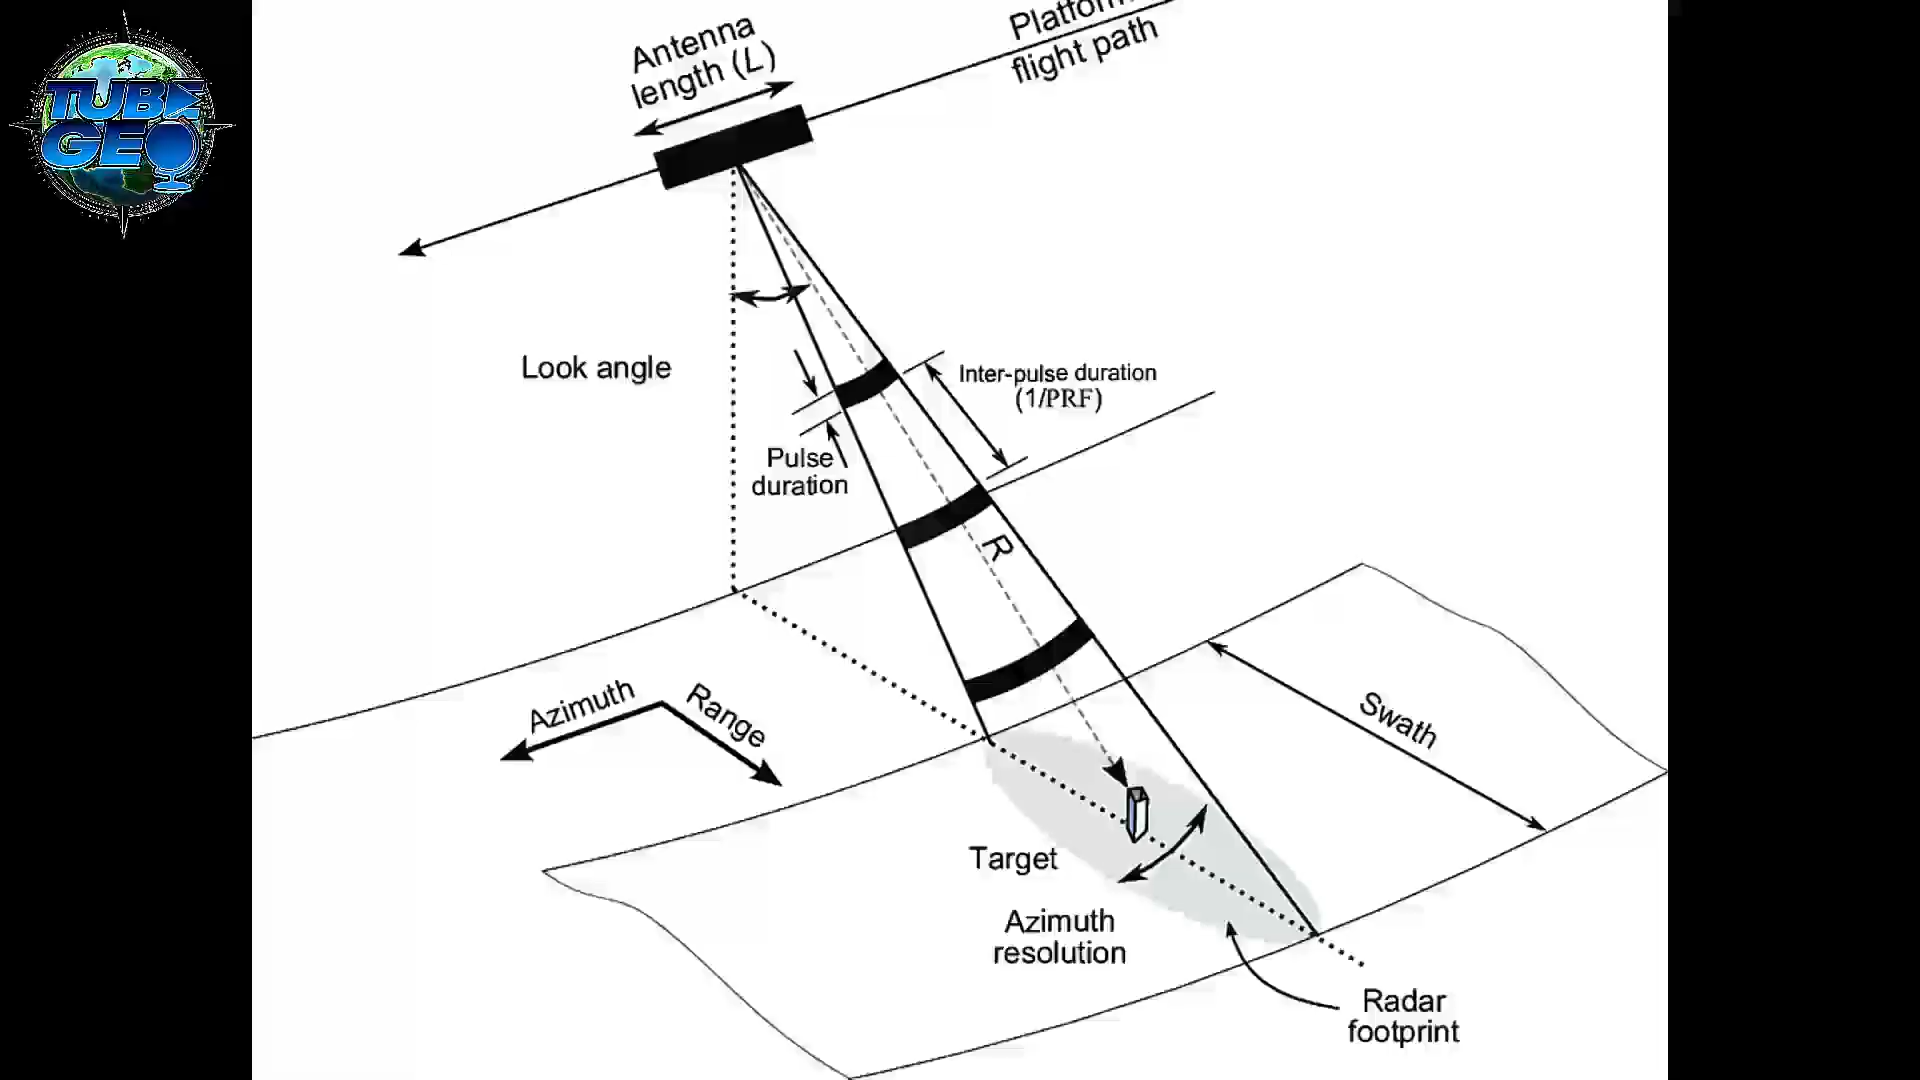 TUBE
GEO
Antenna
length (L)
Platform
flight path
Look angle
Inter-pulse duration
(1/PRF)
Pulse
duration
R
Azimuth
Range
Swath
Target
Azimuth
resolution
Radar
footprint